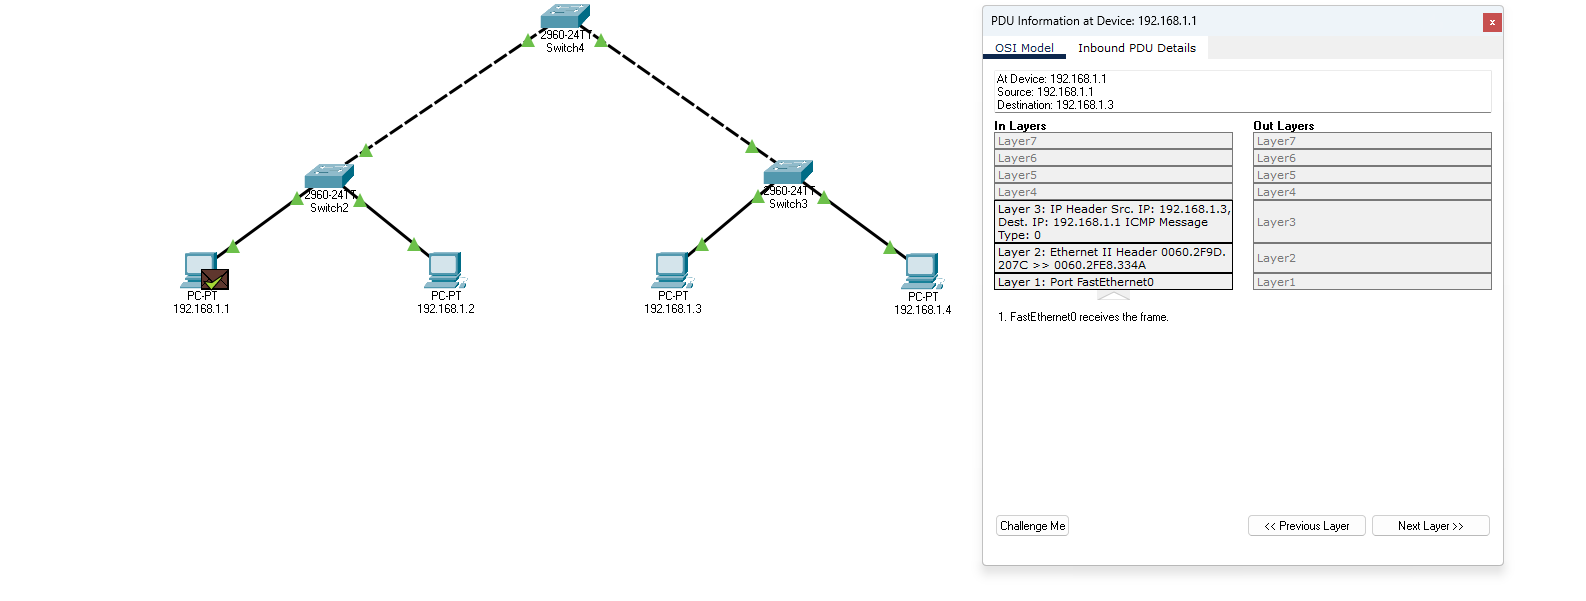 2960-24TT
Switch4
2960-24TT
Switch2
2960-24TT
Switch3
PC-PT
192.168.1.1
PC-PT
192.168.1.2
PC-PT
192.168.1.3
PC-PT
192.168.1.4
PDU Information at Device: 192.168.1.1
x
OSI Model Inbound PDU Details
At Device: 192.168.1.1
Source: 192.168.1.1
Destination: 192.168.1.3
In Layers
Layer7
Layer6
Layer5
Layer4
Layer 3: IP Header Src. IP: 192.168.1.3,
Dest. IP: 192.168.1.1 ICMP Message
Type: 0
Layer 2: Ethernet II Header 0060.2F9D.
207C >> 0060.2FE8.334A
Layer 1: Port FastEthernet0
Out Layers
Layer7
Layer6
Layer5
Layer4
Layer3
Layer2
Layer1
1. FastEthernet0 receives the frame.
Challenge Me
<< Previous Layer
Next Layer >>